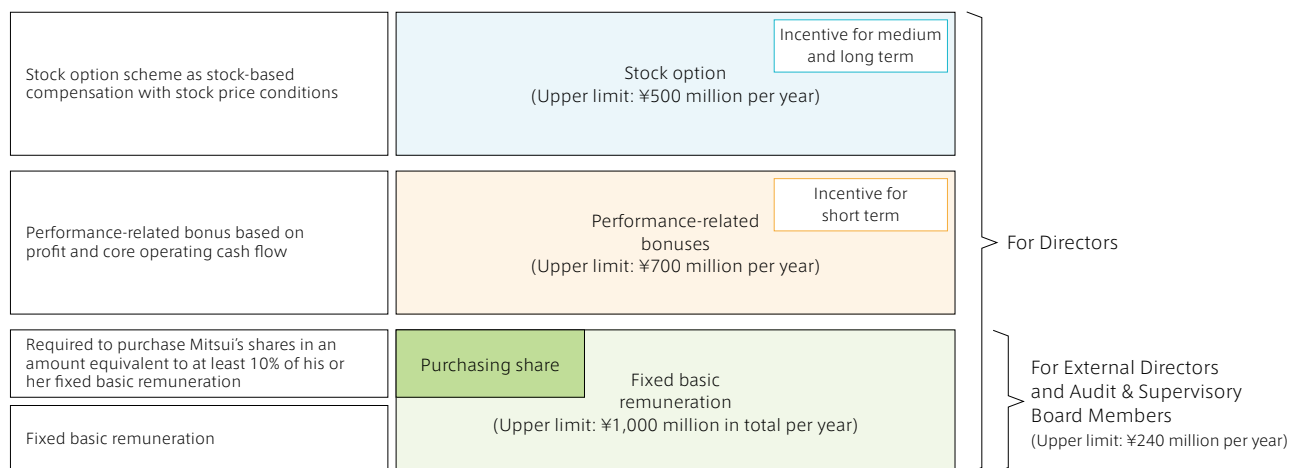 Stock option scheme as stock-based
compensation with stock price conditions
Stock option
(Upper limit: ¥500 million per year)
Incentive for medium
and long term
Performance-related bonus based on
profit and core operating cash flow
Performance-related
bonuses
(Upper limit: ¥700 million per year)
Incentive for
short term
For Directors
Required to purchase Mitsui's shares in an
amount equivalent to at least 10% of his or
her fixed basic remuneration
Purchasing share
Fixed basic remuneration
Fixed basic
remuneration
(Upper limit: ¥1,000 million in total per year)
For External Directors
and Audit & Supervisory
Board Members
(Upper limit: ¥240 million per year)